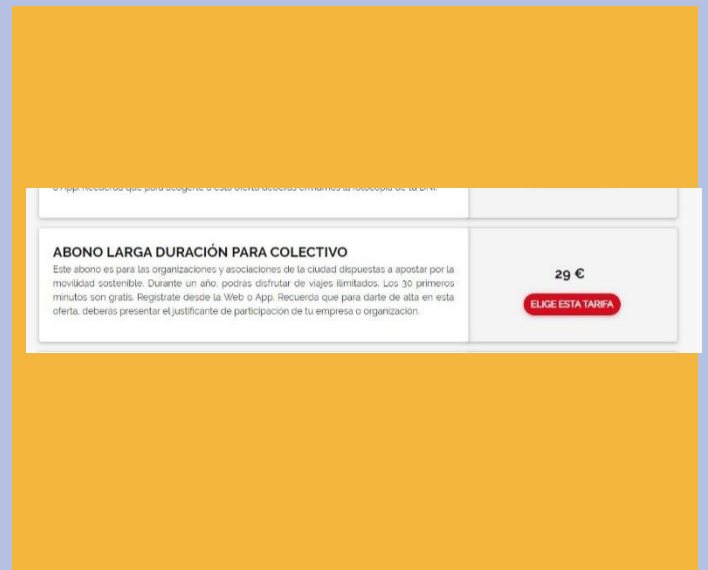 ABONO LARGA DURACIÓN PARA COLECTIVO
Este abono es para las organizaciones y asociaciones de la ciudad dispuestas a apostar por la
movilidad sostenible. Durante un año, podrás disfrutar de viajes ilimitados. Los 30 primeros
minutos son gratis. Regístrate desde la Web o App. Recuerda que para darte de alta en esta
oferta, deberás presentar el justificante de participación de tu empresa o organización.
29 €
ELIGE ESTA TARIFA